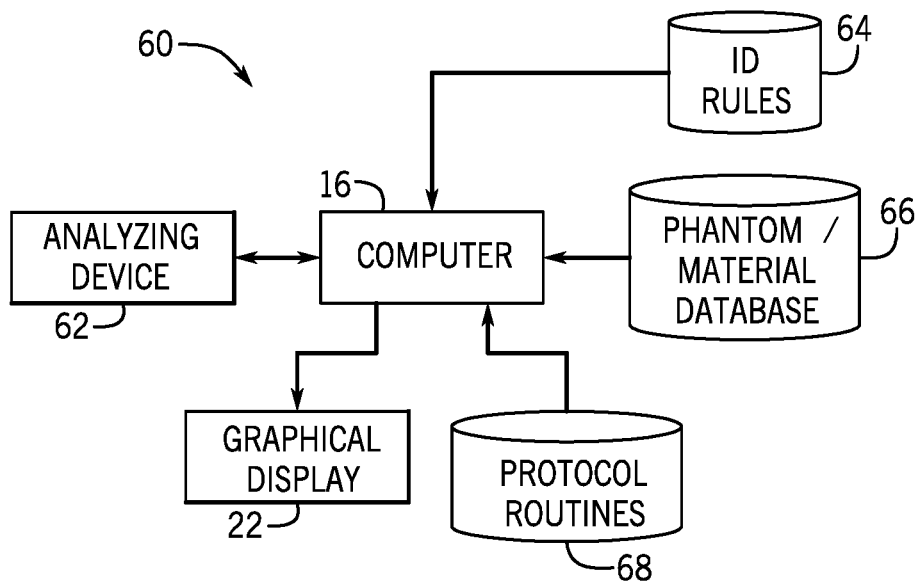 60
64
ID
RULES
16
COMPUTER
66
PHANTOM /
MATERIAL
DATABASE
ANALYZING
DEVICE
62
GRAPHICAL
DISPLAY
22
PROTOCOL
ROUTINES
68